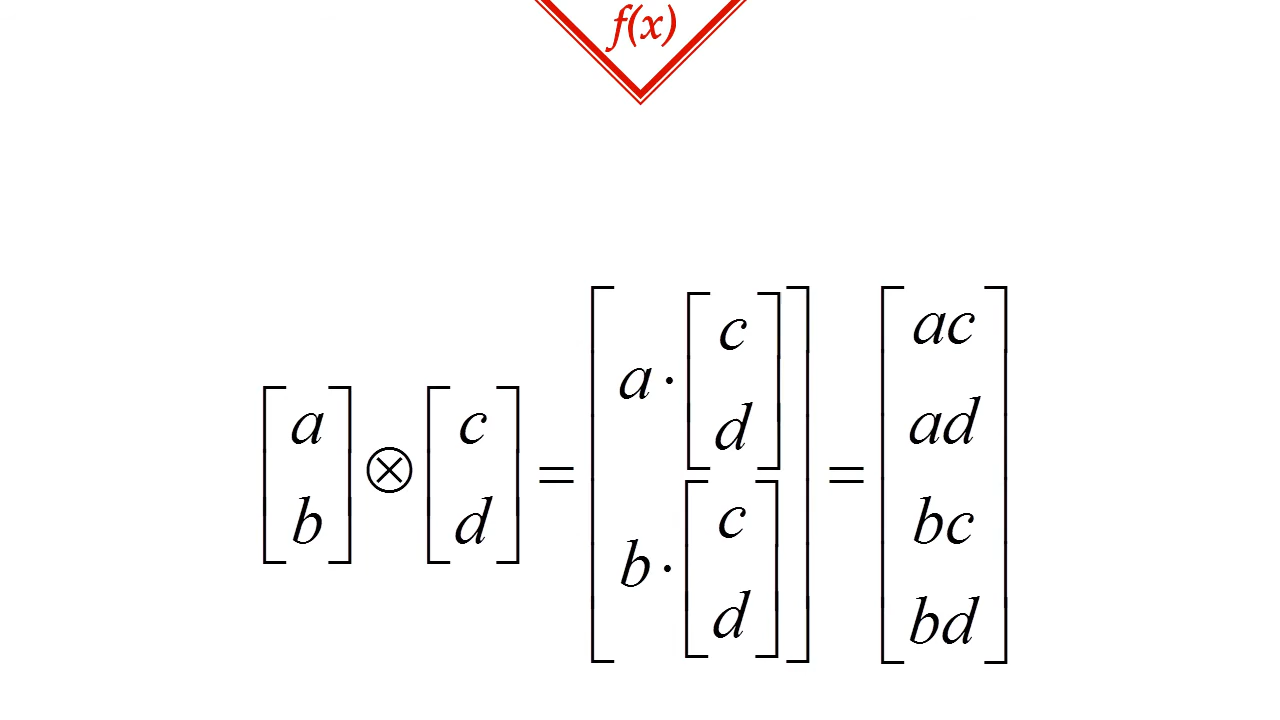 f(x)
[a b] ⊗ [c d] = [a · [c d] b · [c d]] = [ac ad bc bd]